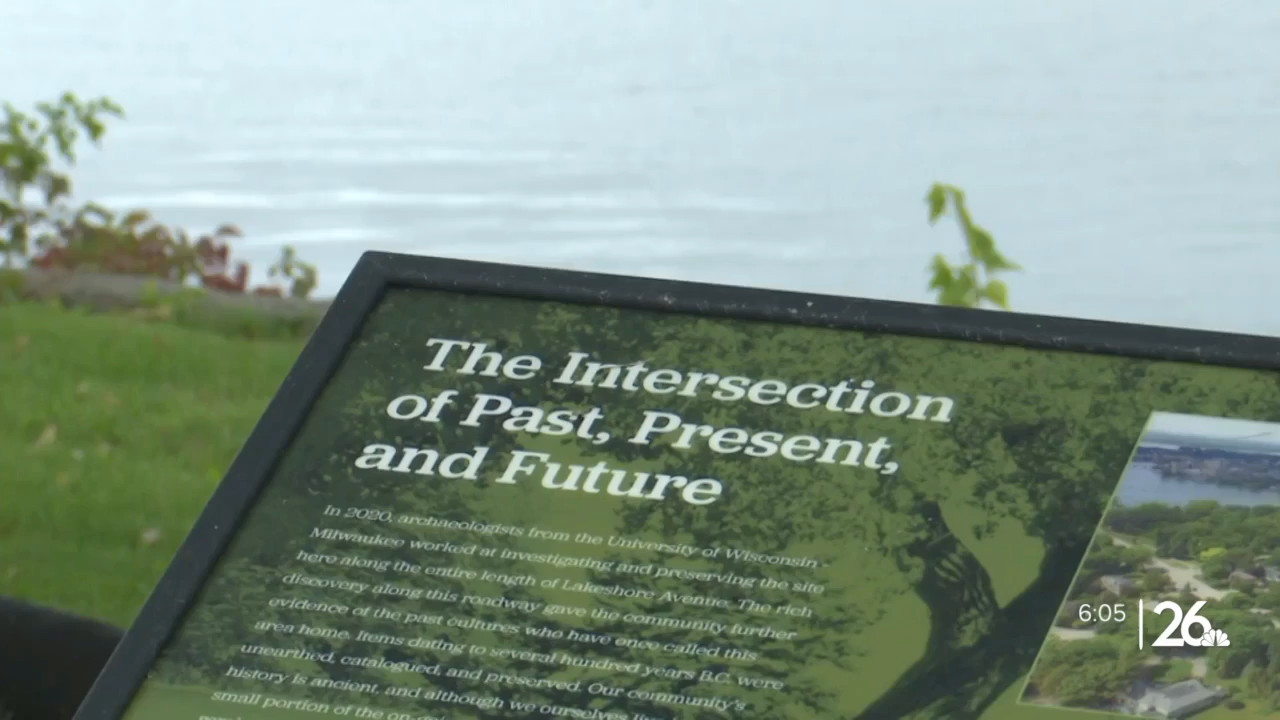 The Intersection
of Past, Present,
and Future
In 2020, archaeologists from the University of Wisconsin-
Milwaukee worked at investigating and preserving the site
here along the entire length of Lakeshore Avenue. The rich
discovery along this roadway gave the community further
evidence of the past cultures who have once called this
area home. Items dating to several hundred years B.C. were
unearthed, catalogued, and preserved. Our community's
history is ancient, and although we ourselves
small portion of the
6:05
26